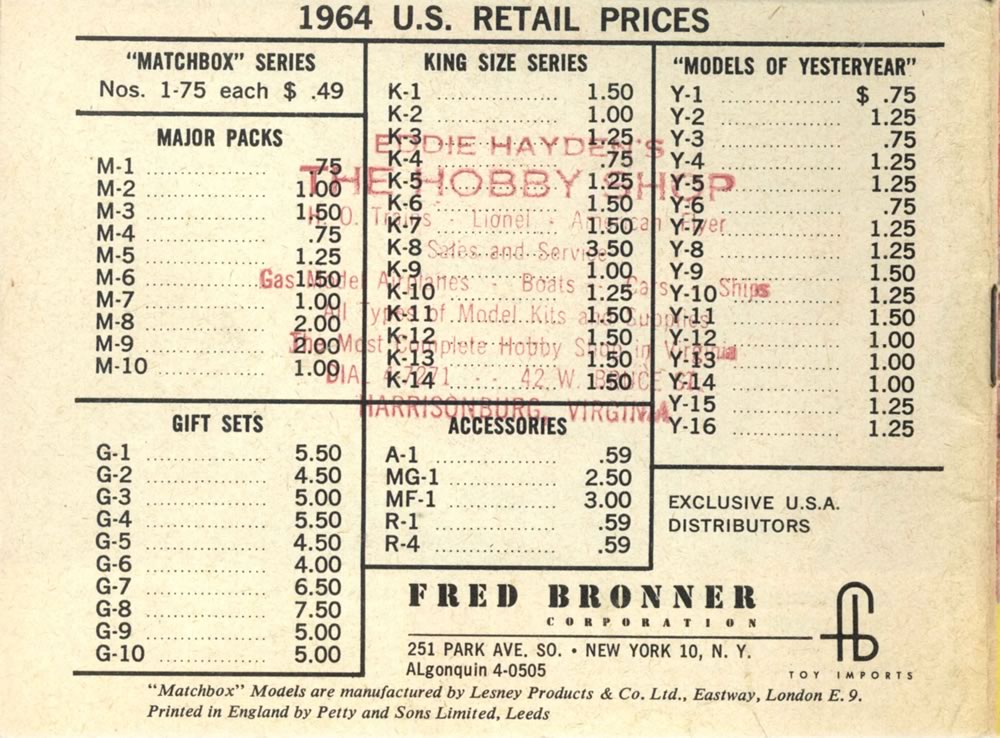 1964 U.S. RETAIL PRICES
"MATCHBOX" SERIES
Nos. 1-75 each $ .49
MAJOR PACKS
M-1 .75
M-2 1.00
M-3 1.50
M-4 .75
M-5 1.25
M-6 1.50
M-7 1.00
M-8 2.00
M-9 2.00
M-10 1.00
GIFT SETS
G-1 5.50
G-2 4.50
G-3 5.00
G-4 5.50
G-5 4.50
G-6 4.00
G-7 6.50
G-8 7.50
G-9 5.00
G-10 5.00
KING SIZE SERIES
K-1 1.50
K-2 1.00
K-3 1.25
K-4 .75
K-5 1.25
K-6 1.50
K-7 1.50
K-8 3.50
K-9 1.00
K-10 1.25
K-11 1.50
K-12 1.50
K-13 1.50
K-14 1.50
ACCESSORIES
A-1 .59
MG-1 2.50
MF-1 3.00
R-1 .59
R-4 .59
"MODELS OF YESTERYEAR"
Y-1 $ .75
Y-2 1.25
Y-3 .75
Y-4 1.25
Y-5 1.25
Y-6 .75
Y-7 1.25
Y-8 1.25
Y-9 1.50
Y-10 1.25
Y-11 1.50
Y-12 1.00
Y-13 1.00
Y-14 1.00
Y-15 1.25
Y-16 1.25
EDDIE HAYDEN'S
THE HOBBY SHOP
H. O. Trains - Lionel - American Flyer
Sales and Service
Gas Model Airplanes - Boats - Cars - Ships
All Types of Model Kits and Supplies
The Most Complete Hobby Shop in Virginia
DIAL 4-7271 - - 42 W. BRUCE ST.
HARRISONBURG, VIRGINIA
EXCLUSIVE U.S.A.
DISTRIBUTORS
FRED BRONNER
CORPORATION
251 PARK AVE. SO. • NEW YORK 10, N. Y.
ALgonquin 4-0505
TOY IMPORTS
"Matchbox" Models are manufactured by Lesney Products & Co. Ltd., Eastway, London E. 9.
Printed in England by Petty and Sons Limited, Leeds